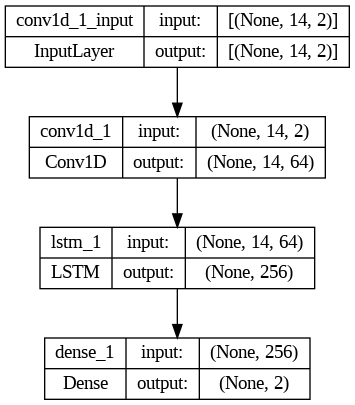 conv1d_1_input input: [(None, 14, 2)]
InputLayer output: [(None, 14, 2)]
conv1d_1 input: (None, 14, 2)
Conv1D output: (None, 14, 64)
lstm_1 input: (None, 14, 64)
LSTM output: (None, 256)
dense_1 input: (None, 256)
Dense output: (None, 2)